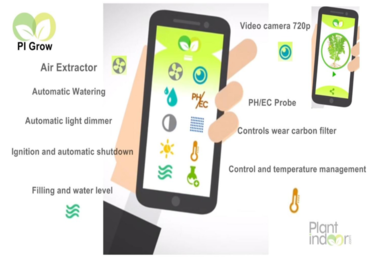 PI Grow
Video camera 720p
Air Extractor
Automatic Watering
PH/
EC
PH/EC Probe
Automatic light dimmer
Controls wear carbon filter
Ignition and automatic shutdown
Control and temperature management
Filling and water level
Plant
indoor